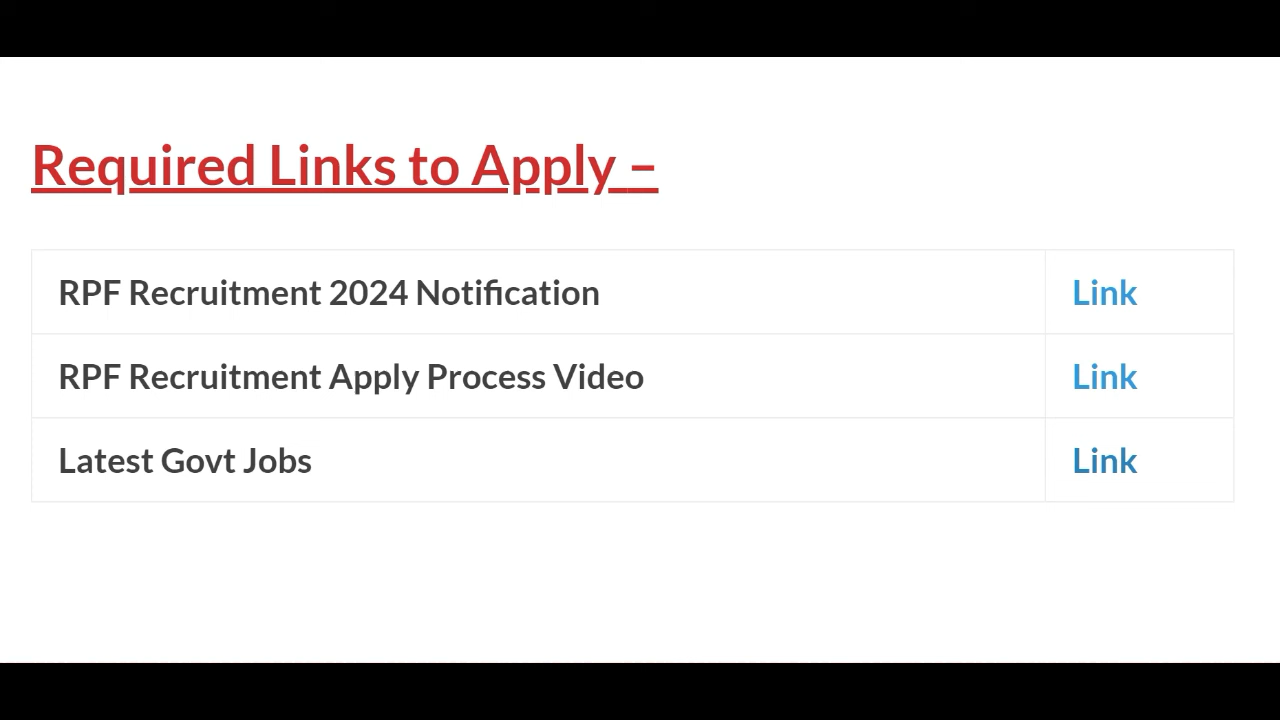 Required Links to Apply –
RPF Recruitment 2024 Notification Link
RPF Recruitment Apply Process Video Link
Latest Govt Jobs Link